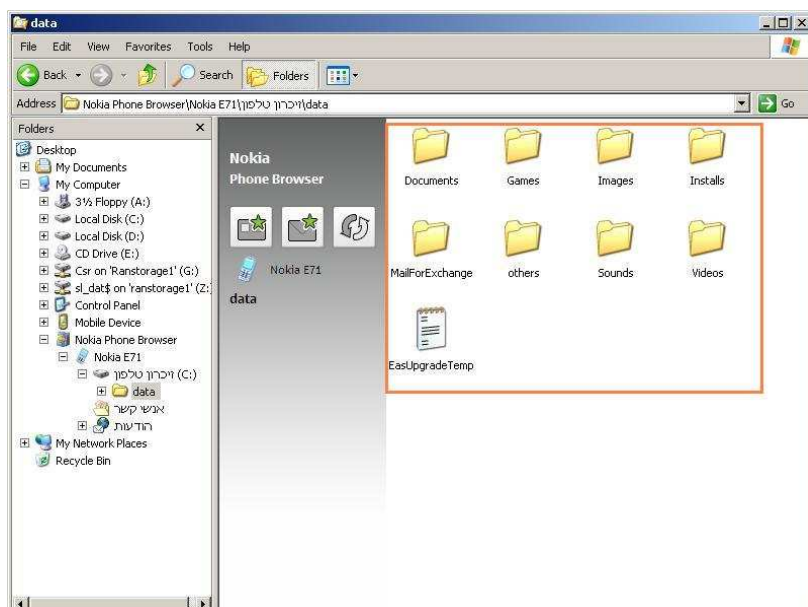 data
File Edit View Favorites Tools Help
Back Search Folders
Address Nokia Phone Browser\Nokia E71\זיכרון טלפון\data Go
Folders X
Desktop
My Documents
My Computer
3½ Floppy (A:)
Local Disk (C:)
Local Disk (D:)
CD Drive (E:)
Csr on 'Ranstorage1' (G:)
sl_dat$ on 'ranstorage1' (Z:
Control Panel
Mobile Device
Nokia Phone Browser
Nokia E71
זיכרון טלפון (C:)
data
אנשי קשר
הודעות
My Network Places
Recycle Bin
Nokia
Phone Browser
Nokia E71
data
Documents Games Images Installs
MailForExchange others Sounds Videos
EasUpgradeTemp